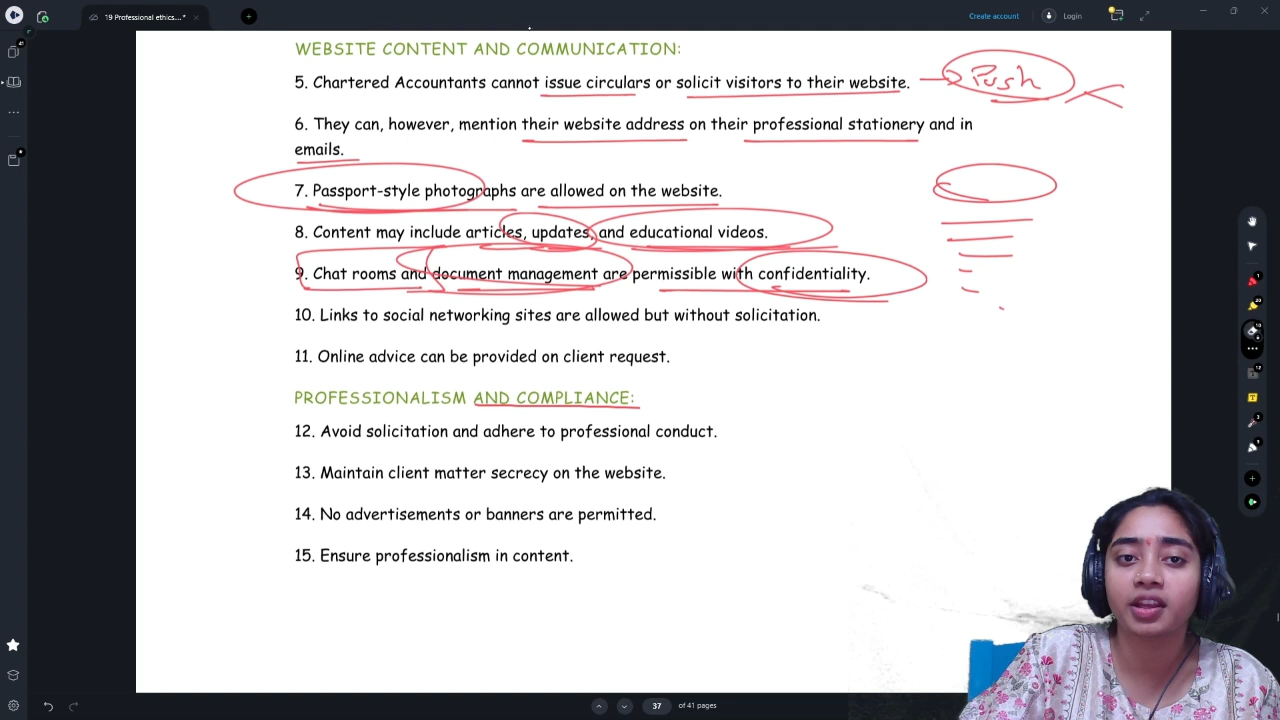 19 Professional ethics....*
Create account
Login
WEBSITE CONTENT AND COMMUNICATION:
5. Chartered Accountants cannot issue circulars or solicit visitors to their website.
Push
6. They can, however, mention their website address on their professional stationery and in
emails.
7. Passport-style photographs are allowed on the website.
8. Content may include articles, updates, and educational videos.
9. Chat rooms and document management are permissible with confidentiality.
10. Links to social networking sites are allowed but without solicitation.
11. Online advice can be provided on client request.
PROFESSIONALISM AND COMPLIANCE:
12. Avoid solicitation and adhere to professional conduct.
13. Maintain client matter secrecy on the website.
14. No advertisements or banners are permitted.
15. Ensure professionalism in content.
37 of 41 pages